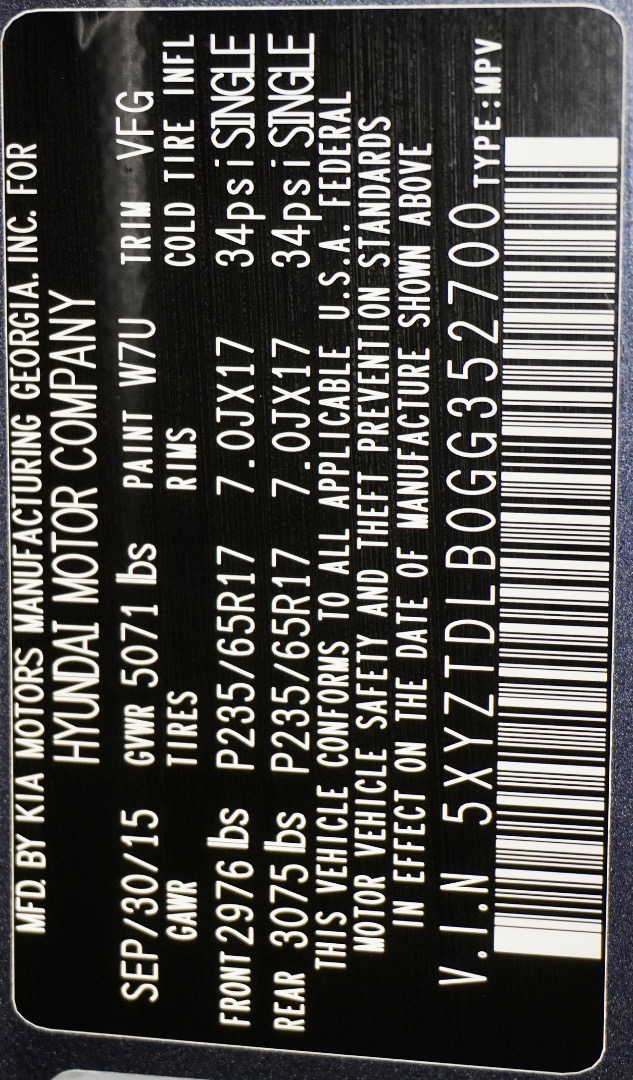 MFD. BY KIA MOTORS MANUFACTURING GEORGIA. INC. FOR
HYUNDAI MOTOR COMPANY
SEP/30/15 GVWR 5071 lbs PAINT W7U TRIM VFG
GAWR TIRES RIMS COLD TIRE INFL
FRONT 2976 lbs P235/65R17 7.0JX17 34psi SINGLE
REAR 3075 lbs P235/65R17 7.0JX17 34psi SINGLE
THIS VEHICLE CONFORMS TO ALL APPLICABLE U.S.A. FEDERAL
MOTOR VEHICLE SAFETY AND THEFT PREVENTION STANDARDS
IN EFFECT ON THE DATE OF MANUFACTURE SHOWN ABOVE
V.I.N 5XYZTDLB0GG352700 TYPE:MPV